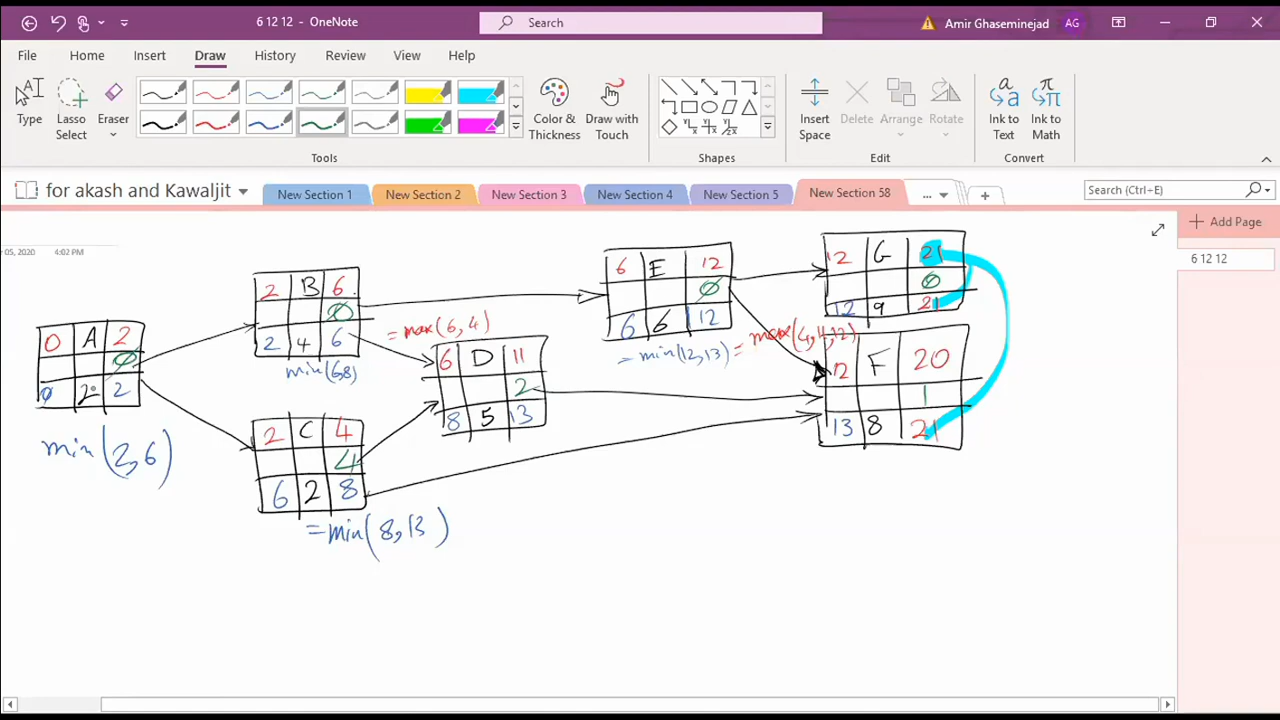 6 12 12 - OneNote
Search
Amir Ghaseminejad AG
File Home Insert Draw History Review View Help
Type
Lasso Select
Eraser
Color & Thickness
Draw with Touch
Insert Space
Delete
Arrange
Rotate
Ink to Text
Ink to Math
Tools
Shapes
Edit
Convert
for akash and Kawaljit
New Section 1
New Section 2
New Section 3
New Section 4
New Section 5
New Section 58
...
Search (Ctrl+E)
Add Page
05, 2020 4:02 PM
6 12 12
0 A 2
0
0 2 2
min(2,6)
2 B 6
0
2 4 6
min(6,8)
2 C 4
4
6 2 8
=min(8,13)
=max(6,4)
6 D 11
2
8 5 13
6 E 12
0
6 6 12
=min(12,13)
12 G 21
0
12 9 21
=max(4,4,12)
12 F 20
1
13 8 21